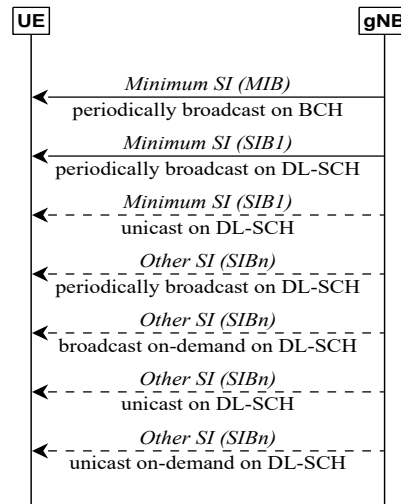 UE gNB
Minimum SI (MIB)
periodically broadcast on BCH
Minimum SI (SIB1)
periodically broadcast on DL-SCH
Minimum SI (SIB1)
unicast on DL-SCH
Other SI (SIBn)
periodically broadcast on DL-SCH
Other SI (SIBn)
broadcast on-demand on DL-SCH
Other SI (SIBn)
unicast on DL-SCH
Other SI (SIBn)
unicast on-demand on DL-SCH